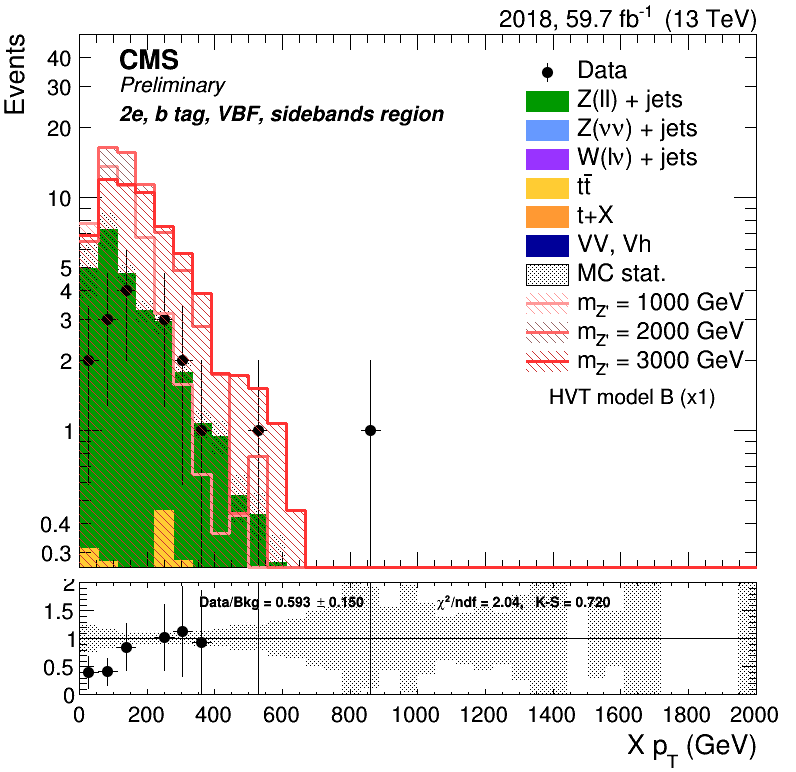 2018, 59.7 fb⁻¹ (13 TeV)
Events
CMS
Preliminary
2e, b tag, VBF, sidebands region
Data
Z(ll) + jets
Z(νν) + jets
W(lν) + jets
tt̄
t+X
VV, Vh
MC stat.
m_Z' = 1000 GeV
m_Z' = 2000 GeV
m_Z' = 3000 GeV
HVT model B (x1)
40
30
20
10
5
4
3
2
1
0.4
0.3
Data/Bkg = 0.593 ± 0.150
χ²/ndf = 2.04, K-S = 0.720
2
1.5
1
0.5
0
0 200 400 600 800 1000 1200 1400 1600 1800 2000
X p_T (GeV)